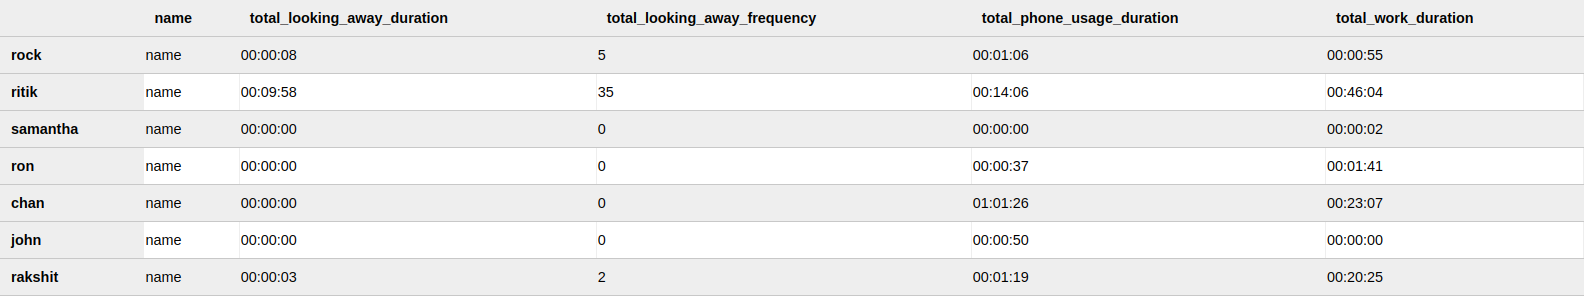 name total_looking_away_duration total_looking_away_frequency total_phone_usage_duration total_work_duration
rock name 00:00:08 5 00:01:06 00:00:55
ritik name 00:09:58 35 00:14:06 00:46:04
samantha name 00:00:00 0 00:00:00 00:00:02
ron name 00:00:00 0 00:00:37 00:01:41
chan name 00:00:00 0 01:01:26 00:23:07
john name 00:00:00 0 00:00:50 00:00:00
rakshit name 00:00:03 2 00:01:19 00:20:25